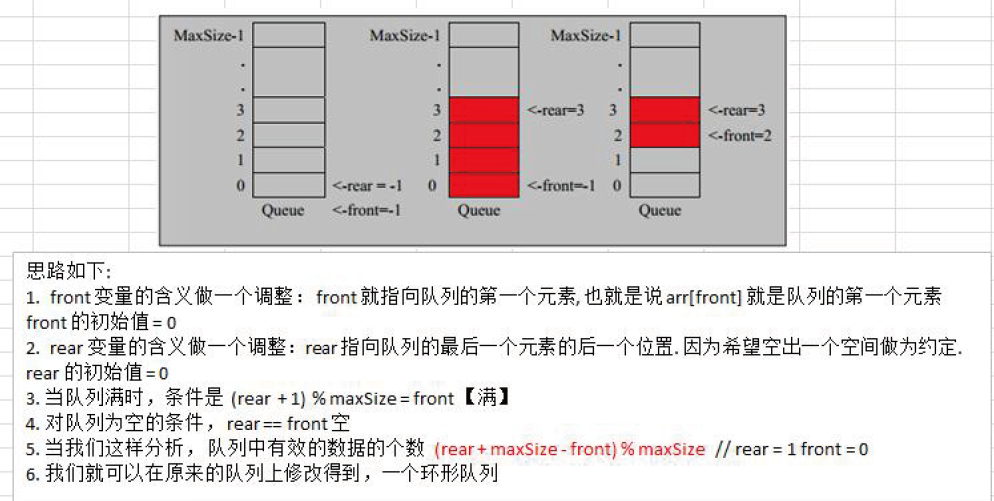 MaxSize-1 MaxSize-1 MaxSize-1
. . .
. . .
3 3 <-rear=3 3 <-rear=3
2 2 2 <-front=2
1 1 1
0 <-rear = -1 0 <-front=-1 0
Queue <-front=-1 Queue Queue
思路如下:
1. front 变量的含义做一个调整： front 就指向队列的第一个元素, 也就是说 arr[front] 就是队列的第一个元素
front 的初始值 = 0
2. rear 变量的含义做一个调整：rear 指向队列的最后一个元素的后一个位置. 因为希望空出一个空间做为约定.
rear 的初始值 = 0
3. 当队列满时，条件是 (rear + 1) % maxSize = front 【满】
4. 对队列为空的条件， rear == front 空
5. 当我们这样分析， 队列中有效的数据的个数 (rear + maxSize - front) % maxSize // rear = 1 front = 0
6. 我们就可以在原来的队列上修改得到，一个环形队列